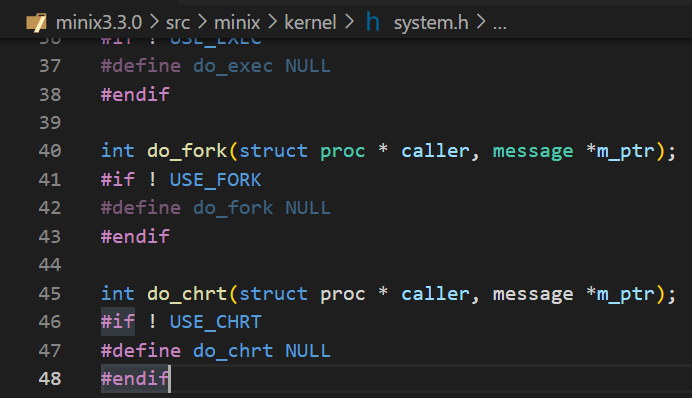 minix3.3.0 > src > minix > kernel > h system.h > ...
36 #if ! USE_EXEC
37 #define do_exec NULL
38 #endif
39
40 int do_fork(struct proc * caller, message *m_ptr);
41 #if ! USE_FORK
42 #define do_fork NULL
43 #endif
44
45 int do_chrt(struct proc * caller, message *m_ptr);
46 #if ! USE_CHRT
47 #define do_chrt NULL
48 #endif